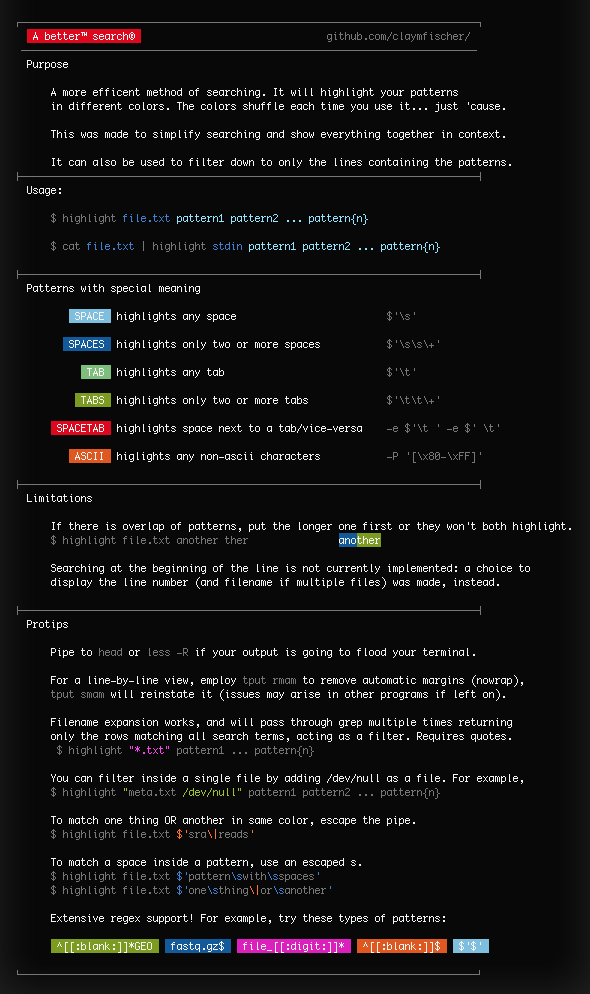 A better™ search© github.com/claymfischer/
Purpose
A more efficent method of searching. It will highlight your patterns
in different colors. The colors shuffle each time you use it... just 'cause.
This was made to simplify searching and show everything together in context.
It can also be used to filter down to only the lines containing the patterns.
Usage:
$ highlight file.txt pattern1 pattern2 ... pattern{n}
$ cat file.txt | highlight stdin pattern1 pattern2 ... pattern{n}
Patterns with special meaning
SPACE highlights any space $'\s'
SPACES highlights only two or more spaces $'\s\s\+'
TAB highlights any tab $'\t'
TABS highlights only two or more tabs $'\t\t\+'
SPACETAB highlights space next to a tab/vice-versa -e $'\t ' -e $' \t'
ASCII higlights any non-ascii characters -P '[\x80-\xFF]'
Limitations
If there is overlap of patterns, put the longer one first or they won't both highlight.
$ highlight file.txt another ther another
Searching at the beginning of the line is not currently implemented: a choice to
display the line number (and filename if multiple files) was made, instead.
Protips
Pipe to head or less -R if your output is going to flood your terminal.
For a line-by-line view, employ tput rmam to remove automatic margins (nowrap),
tput smam will reinstate it (issues may arise in other programs if left on).
Filename expansion works, and will pass through grep multiple times returning
only the rows matching all search terms, acting as a filter. Requires quotes.
$ highlight "*.txt" pattern1 ... pattern{n}
You can filter inside a single file by adding /dev/null as a file. For example,
$ highlight "meta.txt /dev/null" pattern1 pattern2 ... pattern{n}
To match one thing OR another in same color, escape the pipe.
$ highlight file.txt $'sra\|reads'
To match a space inside a pattern, use an escaped s.
$ highlight file.txt $'pattern\swith\sspaces'
$ highlight file.txt $'one\sthing\|or\sanother'
Extensive regex support! For example, try these types of patterns:
^[[:blank:]]*GEO fastq.gz$ file_[[:digit:]]* ^[[:blank:]]$ $'$'